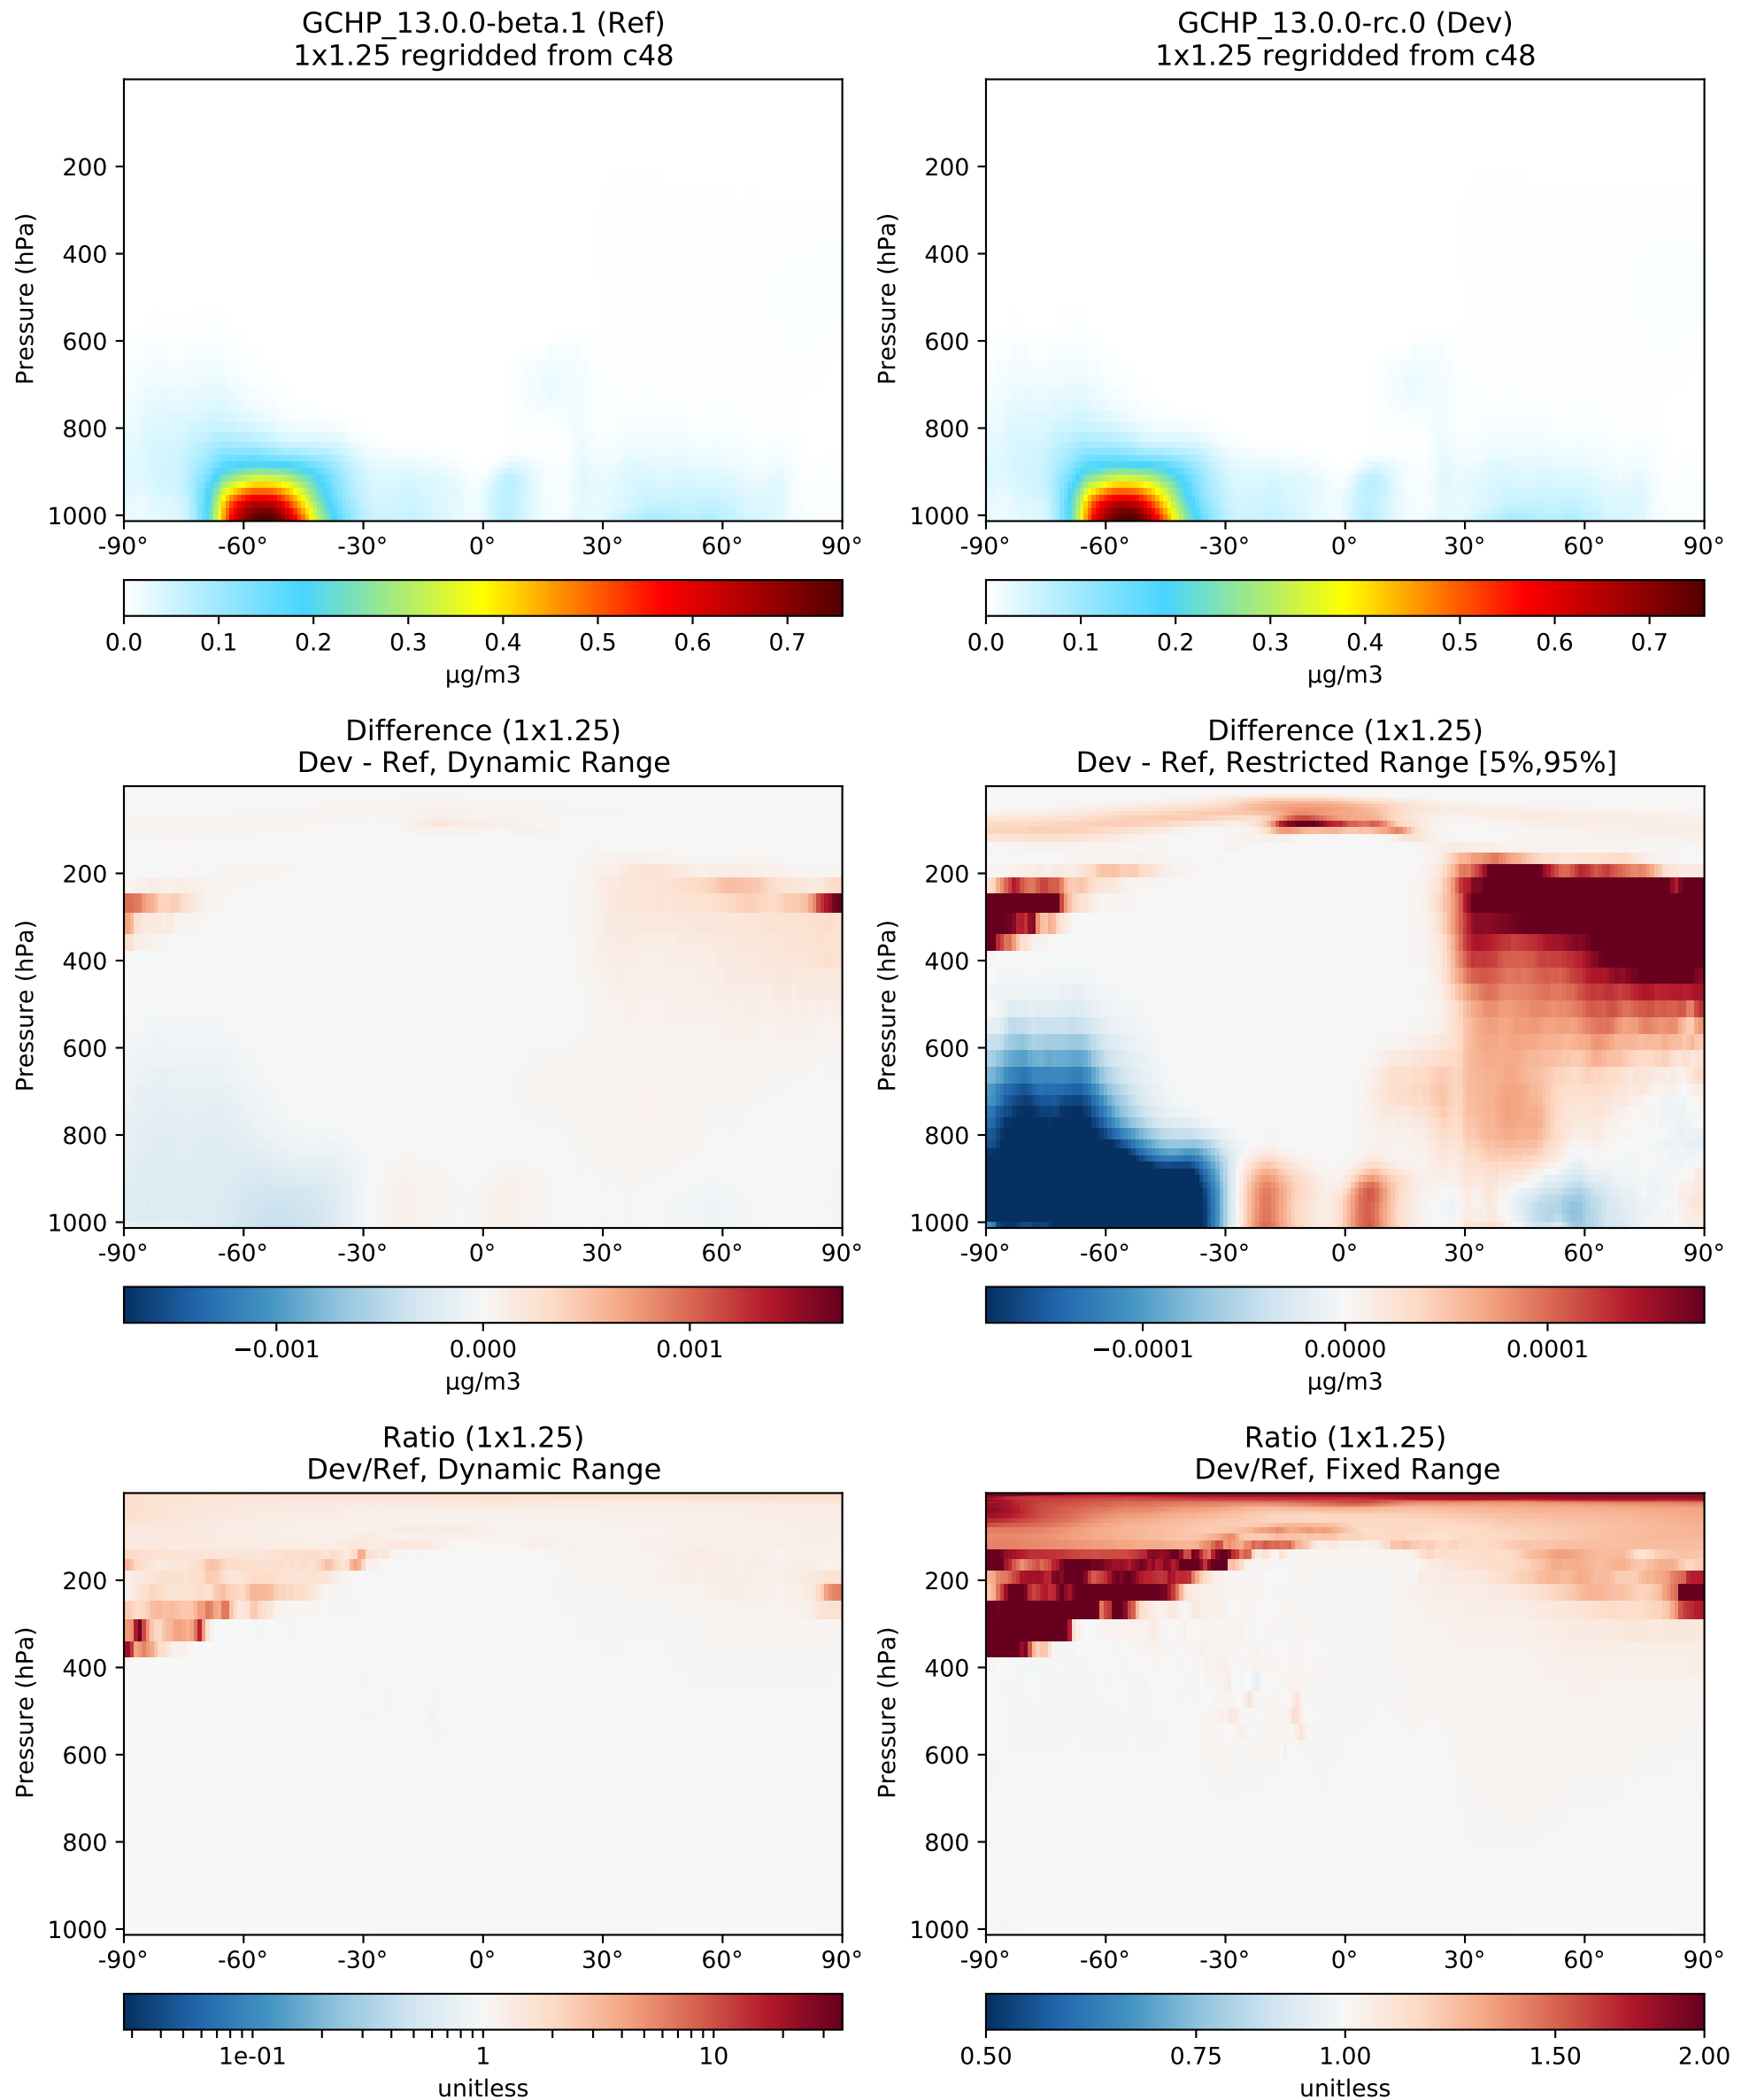 GCHP_13.0.0-beta.1 (Ref)
1x1.25 regridded from c48
Pressure (hPa)
200
400
600
800
1000
-90° -60° -30° 0° 30° 60° 90°
0.0 0.1 0.2 0.3 0.4 0.5 0.6 0.7
μg/m3
GCHP_13.0.0-rc.0 (Dev)
1x1.25 regridded from c48
Pressure (hPa)
200
400
600
800
1000
-90° -60° -30° 0° 30° 60° 90°
0.0 0.1 0.2 0.3 0.4 0.5 0.6 0.7
μg/m3
Difference (1x1.25)
Dev - Ref, Dynamic Range
Pressure (hPa)
200
400
600
800
1000
-90° -60° -30° 0° 30° 60° 90°
−0.001 0.000 0.001
μg/m3
Difference (1x1.25)
Dev - Ref, Restricted Range [5%,95%]
Pressure (hPa)
200
400
600
800
1000
-90° -60° -30° 0° 30° 60° 90°
−0.0001 0.0000 0.0001
μg/m3
Ratio (1x1.25)
Dev/Ref, Dynamic Range
Pressure (hPa)
200
400
600
800
1000
-90° -60° -30° 0° 30° 60° 90°
1e-01 1 10
unitless
Ratio (1x1.25)
Dev/Ref, Fixed Range
Pressure (hPa)
200
400
600
800
1000
-90° -60° -30° 0° 30° 60° 90°
0.50 0.75 1.00 1.50 2.00
unitless